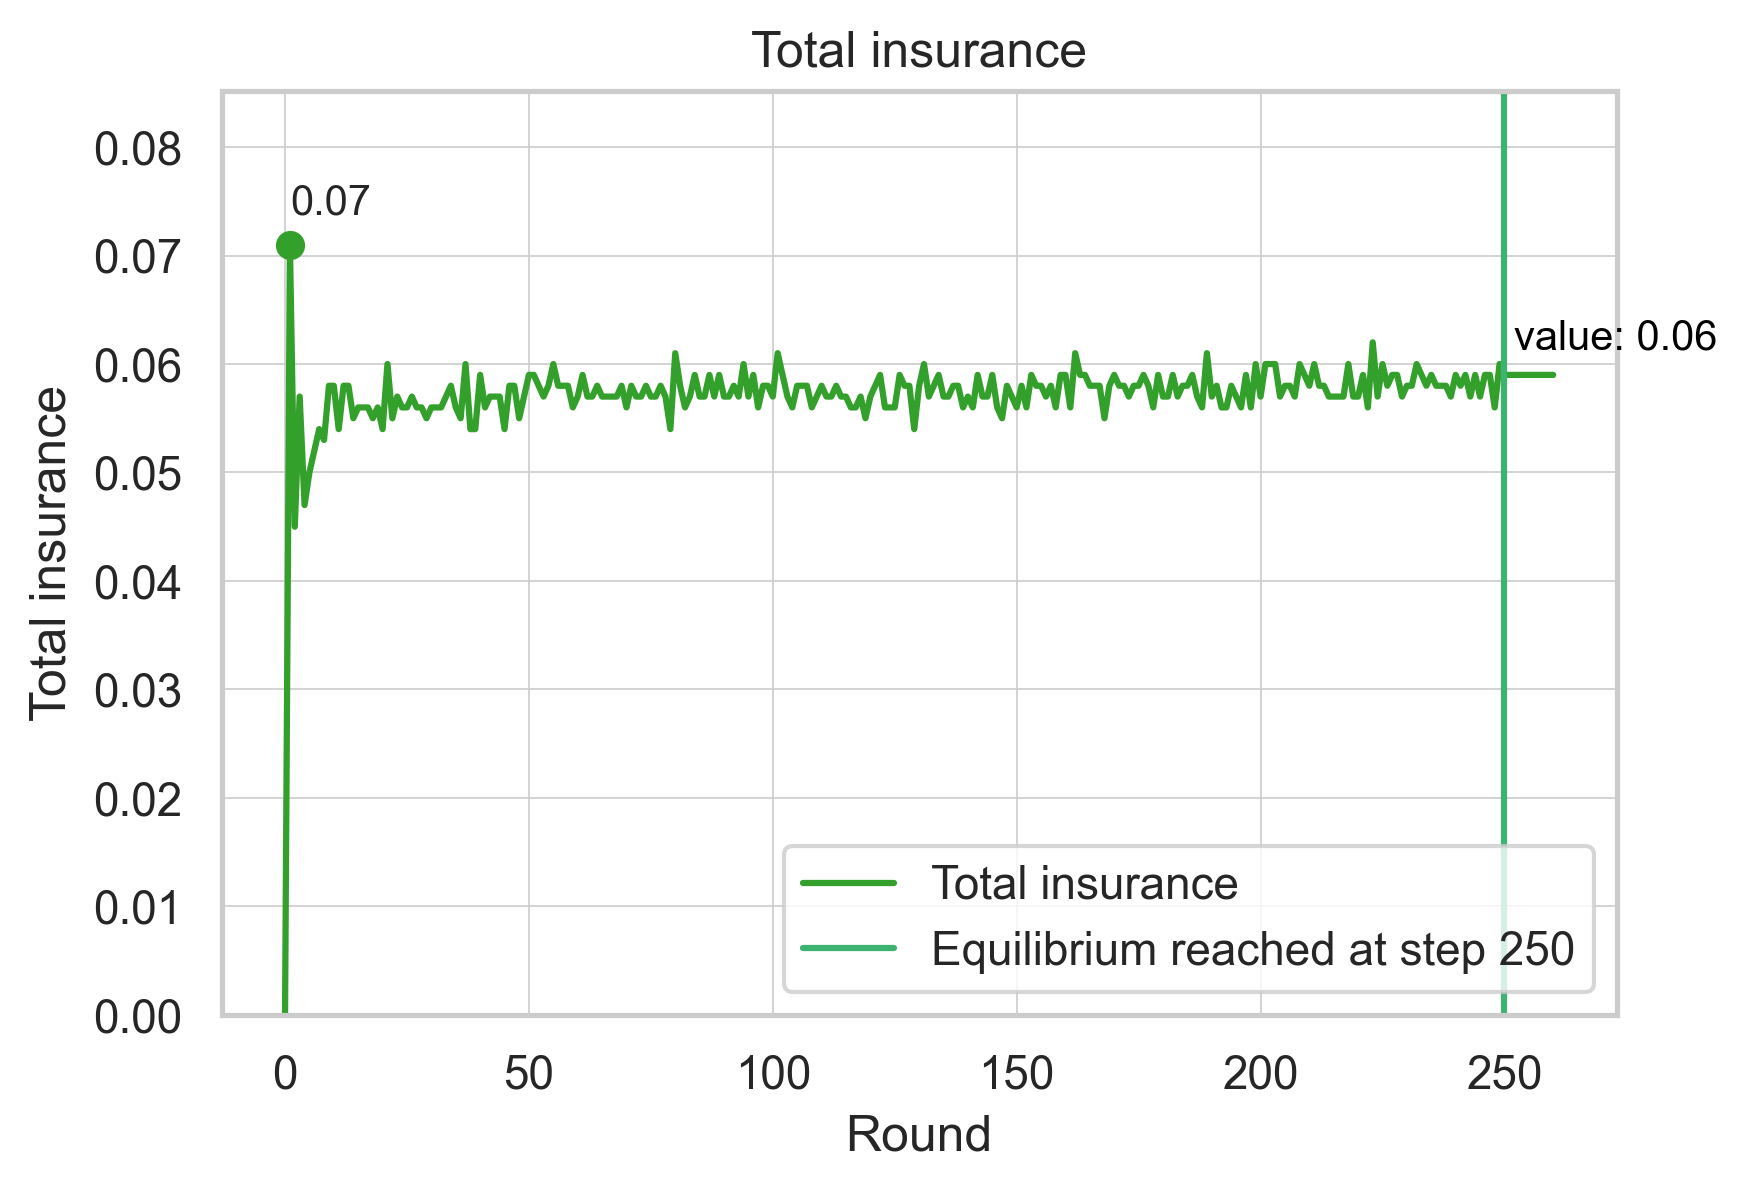 Total insurance
0.08
0.07
0.07
value: 0.06
0.06
0.05
0.04
0.03
0.02
0.01
0.00
Total insurance
Total insurance
Equilibrium reached at step 250
0 50 100 150 200 250
Round